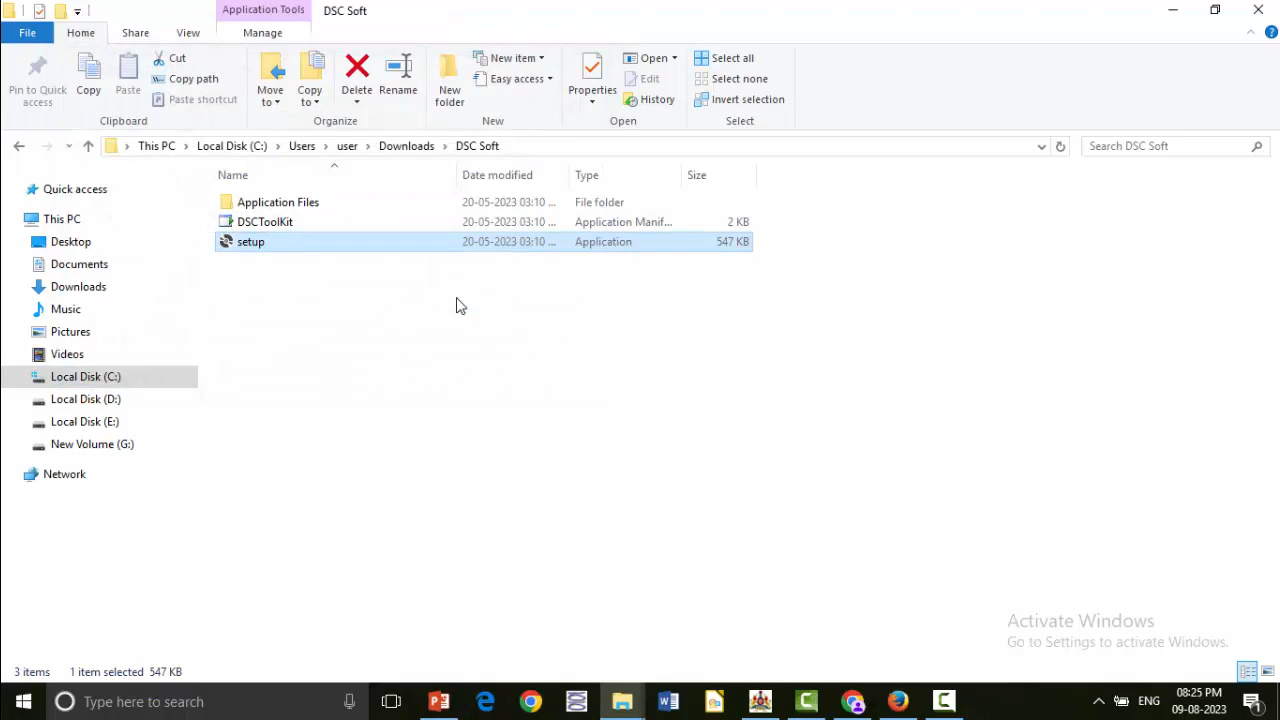 Application Tools DSC Soft
File Home Share View Manage
Pin to Quick access Copy Paste Cut Copy path Paste shortcut Move to Copy to Delete Rename New folder New item Easy access Properties Open Edit History Select all Select none Invert selection
Clipboard Organize New Open Select
This PC Local Disk (C:) Users user Downloads DSC Soft Search DSC Soft
Name Date modified Type Size
Application Files 20-05-2023 03:10 ... File folder
DSCToolKit 20-05-2023 03:10 ... Application Manif... 2 KB
setup 20-05-2023 03:10 ... Application 547 KB
Quick access
This PC
Desktop
Documents
Downloads
Music
Pictures
Videos
Local Disk (C:)
Local Disk (D:)
Local Disk (E:)
New Volume (G:)
Network
Activate Windows
Go to Settings to activate Windows.
3 items 1 item selected 547 KB
Type here to search ENG 08:25 PM
09-08-2023